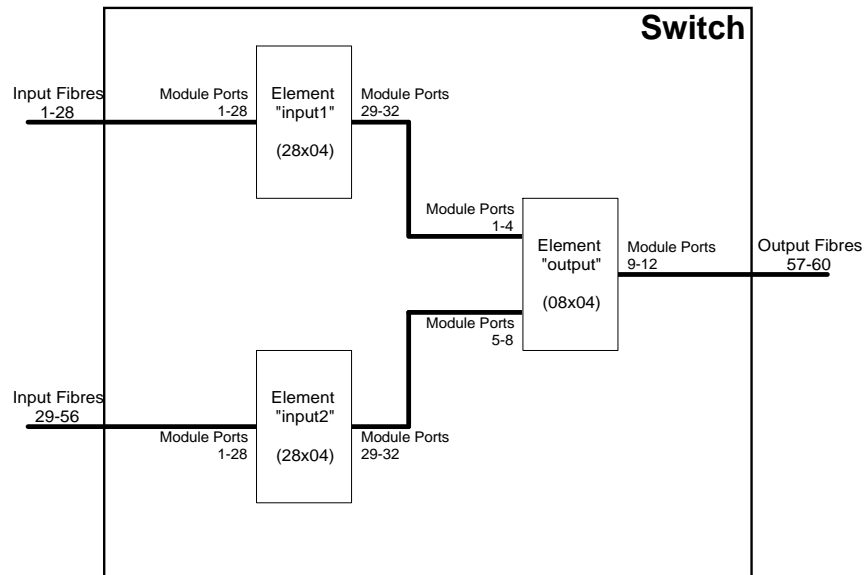 Switch
Input Fibres
1-28
Module Ports
1-28
Element
"input1"
(28x04)
Module Ports
29-32
Module Ports
1-4
Element
"output"
(08x04)
Module Ports
9-12
Output Fibres
57-60
Module Ports
5-8
Input Fibres
29-56
Module Ports
1-28
Element
"input2"
(28x04)
Module Ports
29-32